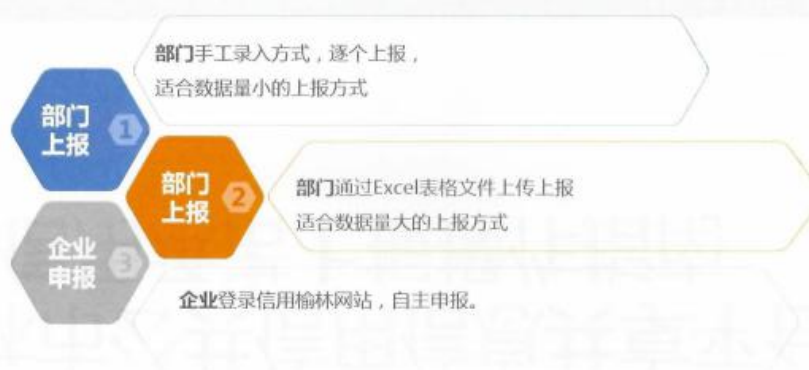 部门手工录入方式，逐个上报，
适合数据量小的上报方式
部门
上报
1
部门
上报
2
部门通过Excel表格文件上传上报
适合数据量大的上报方式
企业
申报
3
企业登录信用榆林网站，自主申报。